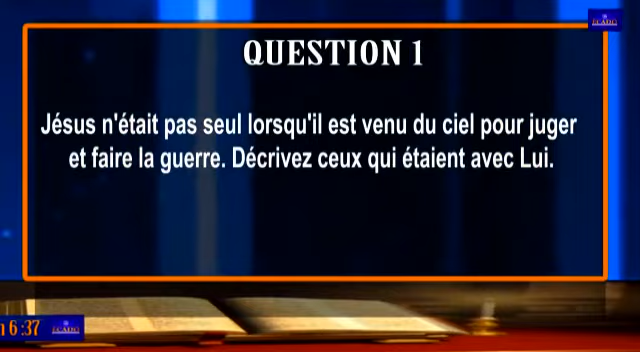 ECADIO
QUESTION 1
Jésus n'était pas seul lorsqu'il est venu du ciel pour juger
et faire la guerre. Décrivez ceux qui étaient avec Lui.
6:37